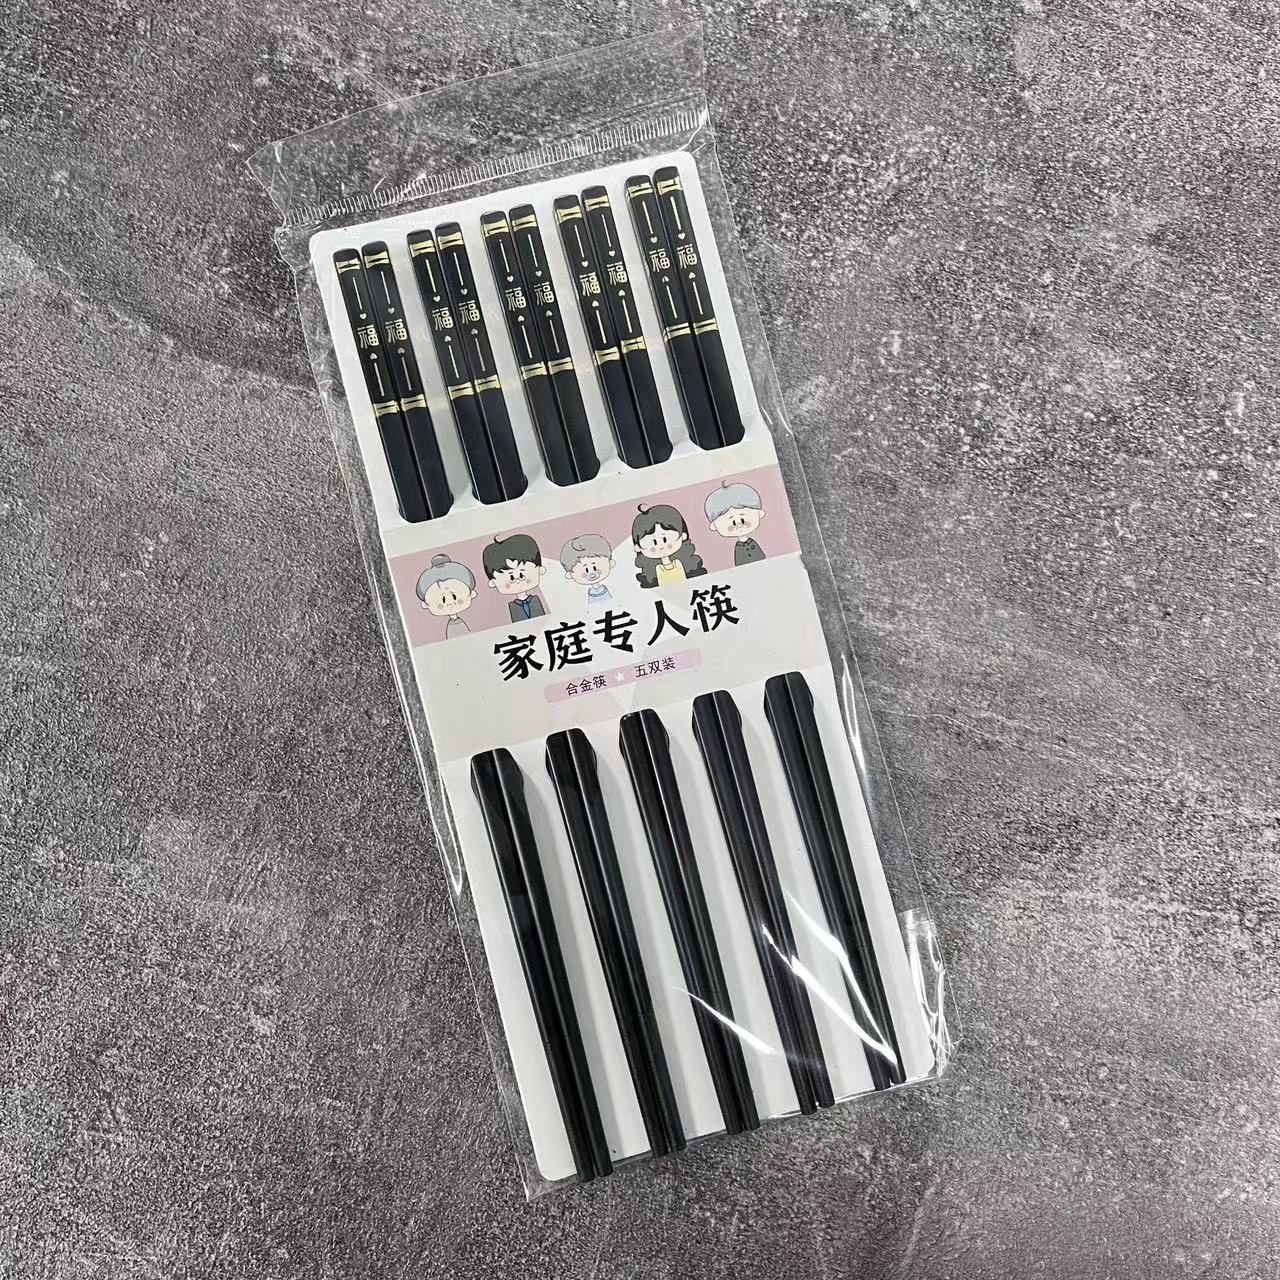 福 福 福 福 福 福 福 福 福 福
家庭专人筷
合金筷 ★ 五双装